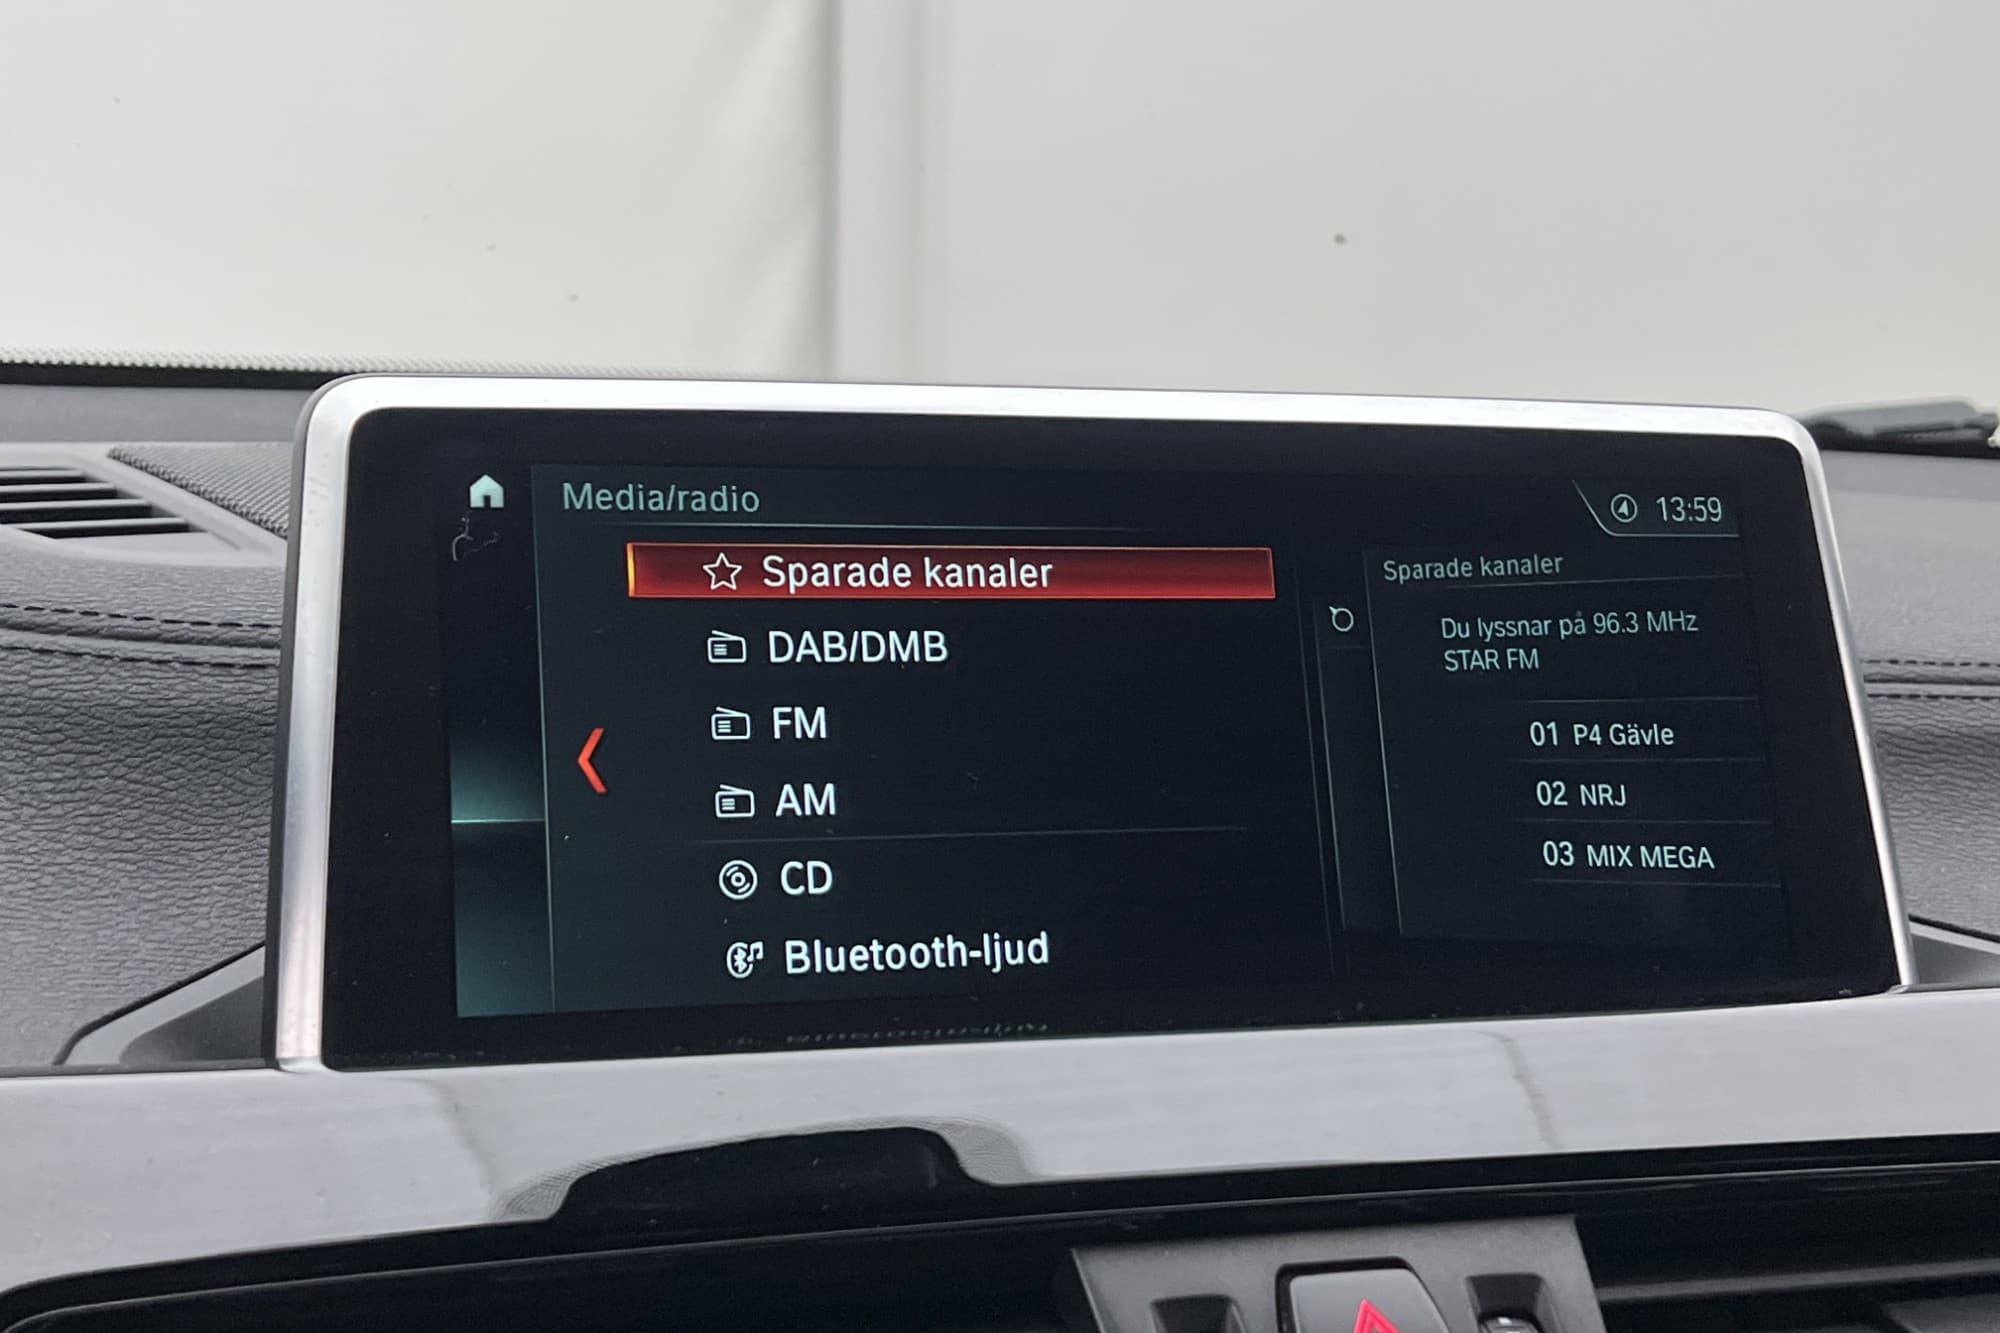 Media/radio
13:59
Sparade kanaler
DAB/DMB
FM
AM
CD
Bluetooth-ljud
Sparade kanaler
Du lyssnar på 96.3 MHz
STAR FM
01 P4 Gävle
02 NRJ
03 MIX MEGA